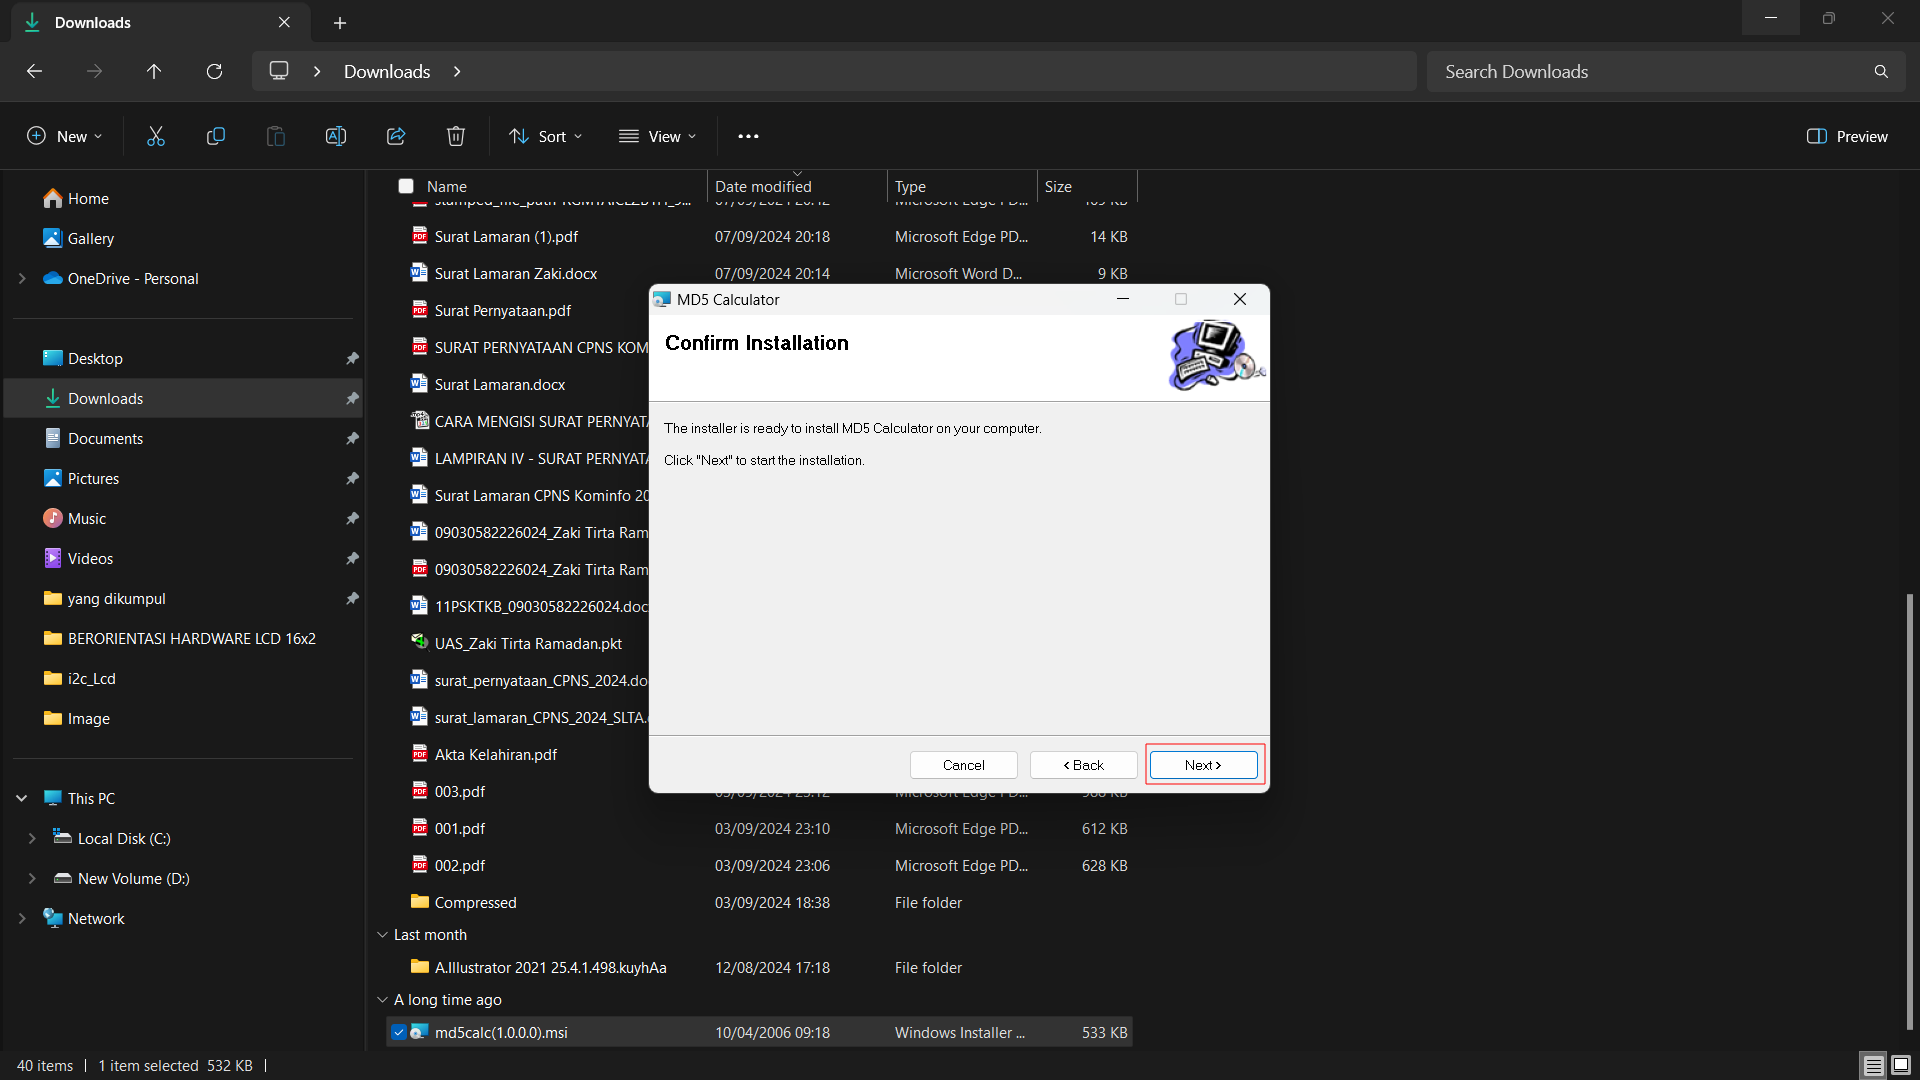 Downloads
Downloads
Search Downloads
New
Sort
View
Preview
Name Date modified Type Size
Home
Gallery
OneDrive - Personal
Desktop
Downloads
Documents
Pictures
Music
Videos
yang dikumpul
BERORIENTASI HARDWARE LCD 16x2
i2c_Lcd
Image
This PC
Local Disk (C:)
New Volume (D:)
Network
Surat Lamaran (1).pdf 07/09/2024 20:18 Microsoft Edge PD... 14 KB
Surat Lamaran Zaki.docx 07/09/2024 20:14 Microsoft Word D... 9 KB
Surat Pernyataan.pdf
SURAT PERNYATAAN CPNS KOM
Surat Lamaran.docx
CARA MENGISI SURAT PERNYATA
LAMPIRAN IV - SURAT PERNYATA
Surat Lamaran CPNS Kominfo 20
09030582226024_Zaki Tirta Ram
09030582226024_Zaki Tirta Ram
11PSKTKB_09030582226024.doc
UAS_Zaki Tirta Ramadan.pkt
surat_pernyataan_CPNS_2024.do
surat_lamaran_CPNS_2024_SLTA.
Akta Kelahiran.pdf
003.pdf
001.pdf 03/09/2024 23:10 Microsoft Edge PD... 612 KB
002.pdf 03/09/2024 23:06 Microsoft Edge PD... 628 KB
Compressed 03/09/2024 18:38 File folder
Last month
A.Illustrator 2021 25.4.1.498.kuyhAa 12/08/2024 17:18 File folder
A long time ago
md5calc(1.0.0.0).msi 10/04/2006 09:18 Windows Installer ... 533 KB
MD5 Calculator
Confirm Installation
The installer is ready to install MD5 Calculator on your computer.
Click "Next" to start the installation.
Cancel
< Back
Next >
40 items 1 item selected 532 KB